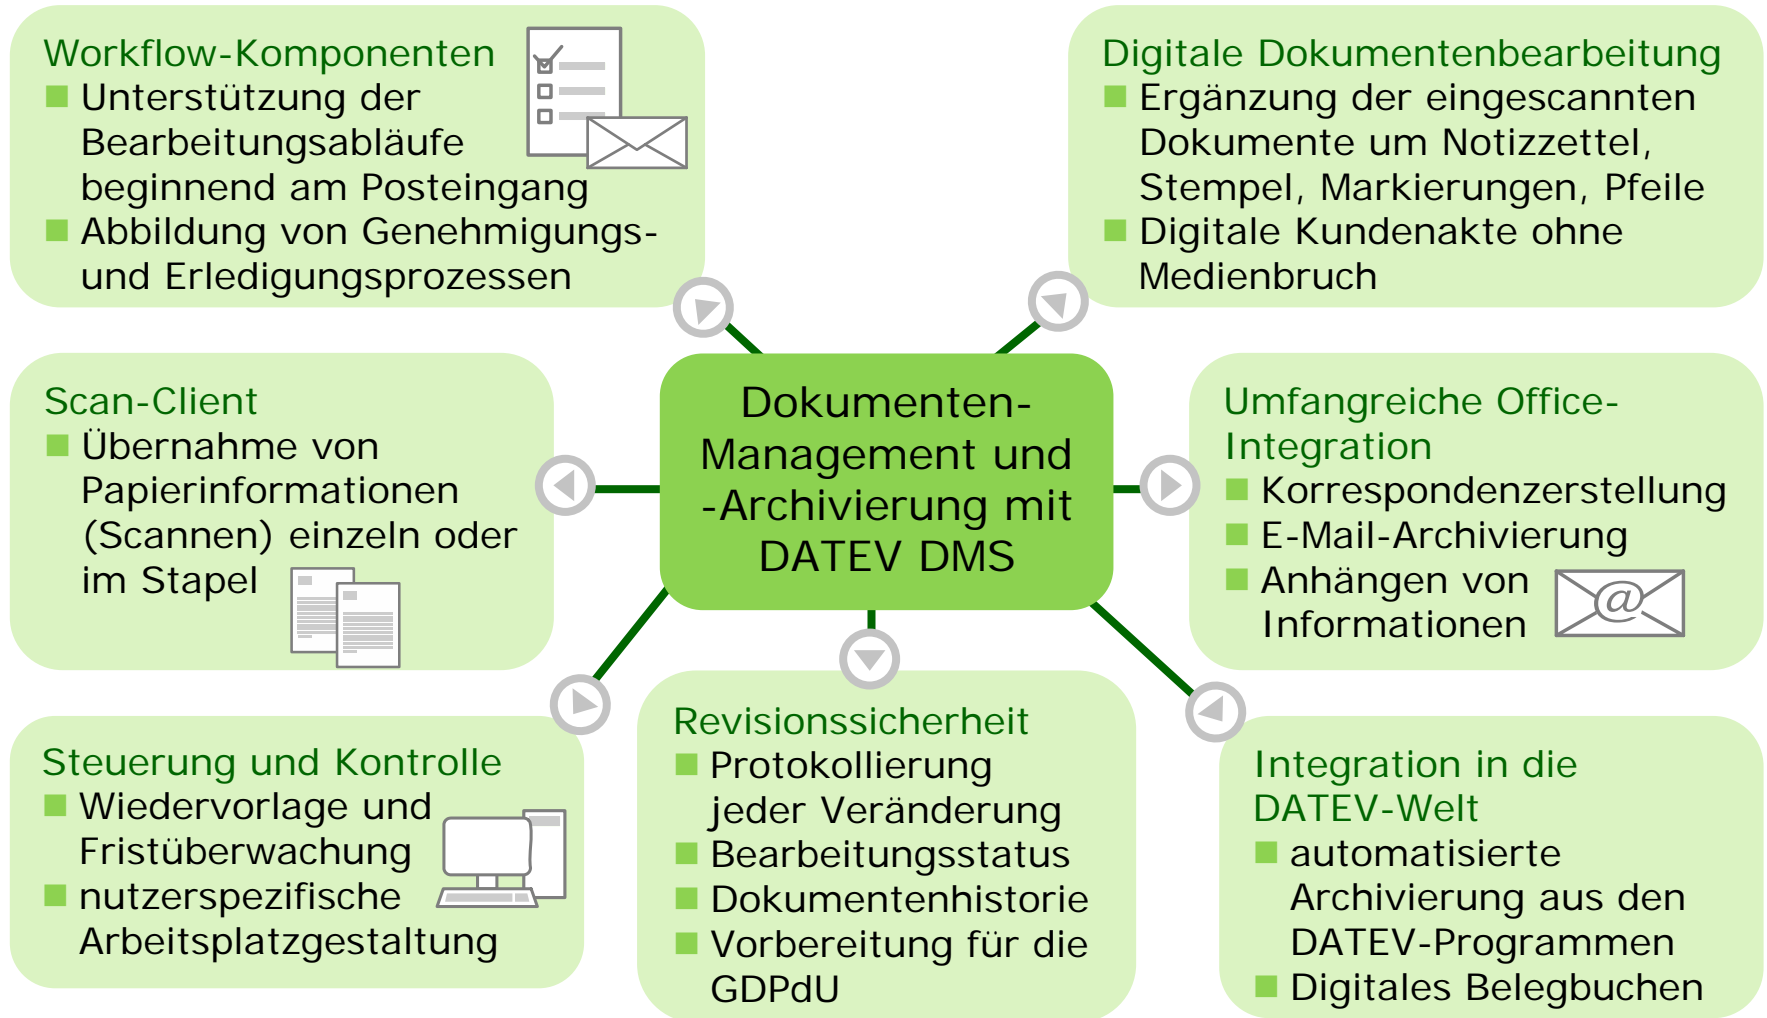 Workflow-Komponenten
Unterstützung der
Bearbeitungsabläufe
beginnend am Posteingang
Abbildung von Genehmigungs-
und Erledigungsprozessen
Digitale Dokumentenbearbeitung
Ergänzung der eingescannten
Dokumente um Notizzettel,
Stempel, Markierungen, Pfeile
Digitale Kundenakte ohne
Medienbruch
Scan-Client
Übernahme von
Papierinformationen
(Scannen) einzeln oder
im Stapel
Dokumenten-
Management und
-Archivierung mit
DATEV DMS
Umfangreiche Office-
Integration
Korrespondenzerstellung
E-Mail-Archivierung
Anhängen von
Informationen
@
Steuerung und Kontrolle
Wiedervorlage und
Fristüberwachung
nutzerspezifische
Arbeitsplatzgestaltung
Revisionssicherheit
Protokollierung
jeder Veränderung
Bearbeitungsstatus
Dokumentenhistorie
Vorbereitung für die
GDPdU
Integration in die
DATEV-Welt
automatisierte
Archivierung aus den
DATEV-Programmen
Digitales Belegbuchen